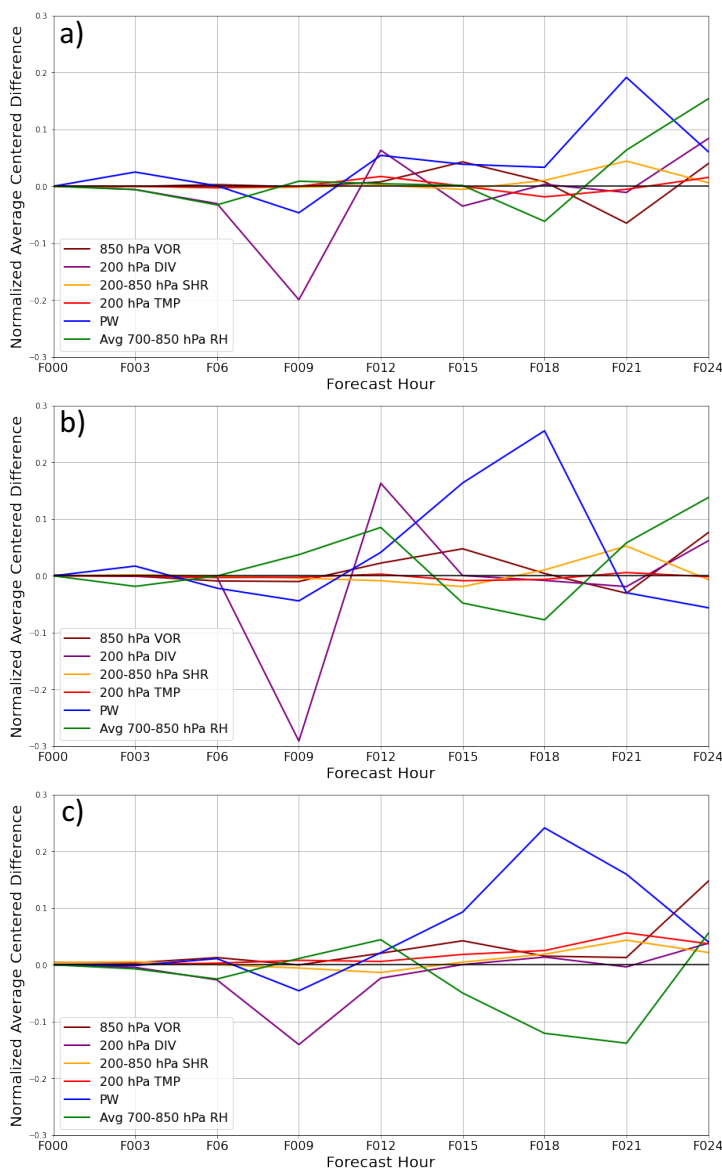 a)
Normalized Average Centered Difference
0.3
0.2
0.1
0.0
−0.1
−0.2
−0.3
850 hPa VOR
200 hPa DIV
200-850 hPa SHR
200 hPa TMP
PW
Avg 700-850 hPa RH
F000 F003 F06 F009 F012 F015 F018 F021 F024
Forecast Hour
b)
Normalized Average Centered Difference
0.3
0.2
0.1
0.0
−0.1
−0.2
−0.3
850 hPa VOR
200 hPa DIV
200-850 hPa SHR
200 hPa TMP
PW
Avg 700-850 hPa RH
F000 F003 F06 F009 F012 F015 F018 F021 F024
Forecast Hour
c)
Normalized Average Centered Difference
0.3
0.2
0.1
0.0
−0.1
−0.2
−0.3
850 hPa VOR
200 hPa DIV
200-850 hPa SHR
200 hPa TMP
PW
Avg 700-850 hPa RH
F000 F003 F06 F009 F012 F015 F018 F021 F024
Forecast Hour